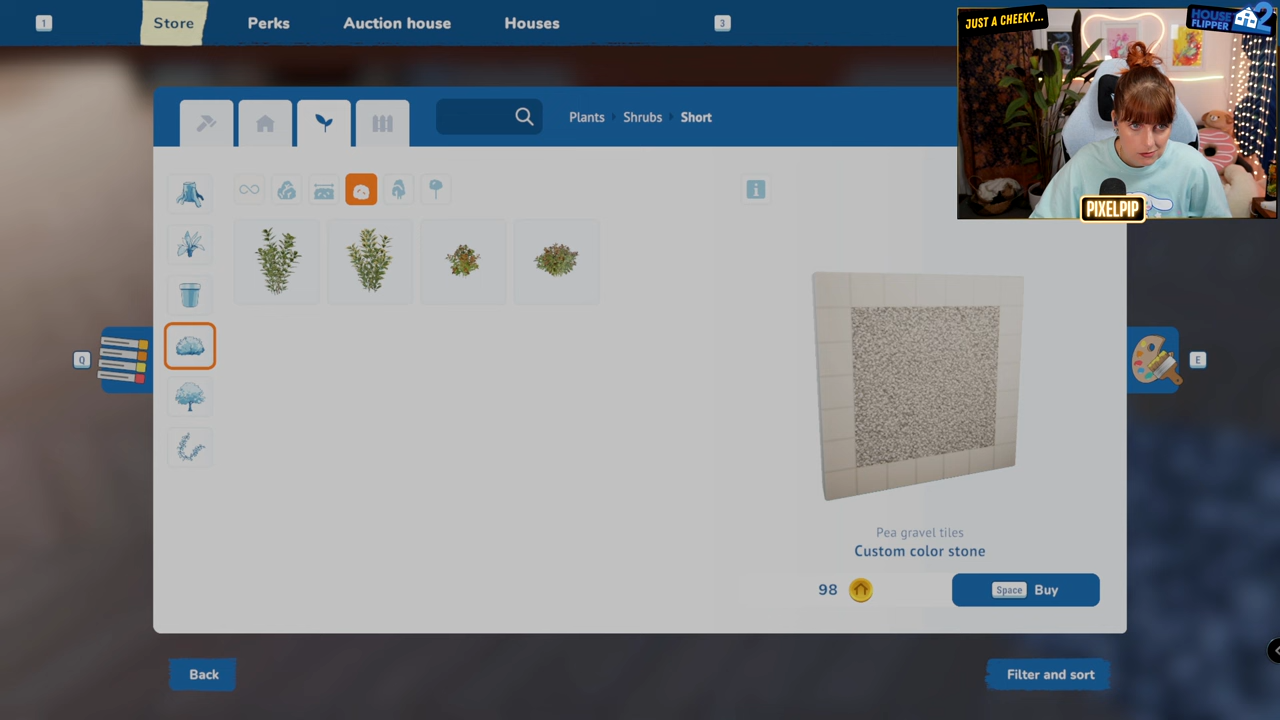 1
Store
Perks
Auction house
Houses
3
JUST A CHEEKY...
HOUSE
FLIPPER 2
PIXELPIP
Plants
Shrubs
Short
Q
E
Pea gravel tiles
Custom color stone
98
Space Buy
Back
Filter and sort